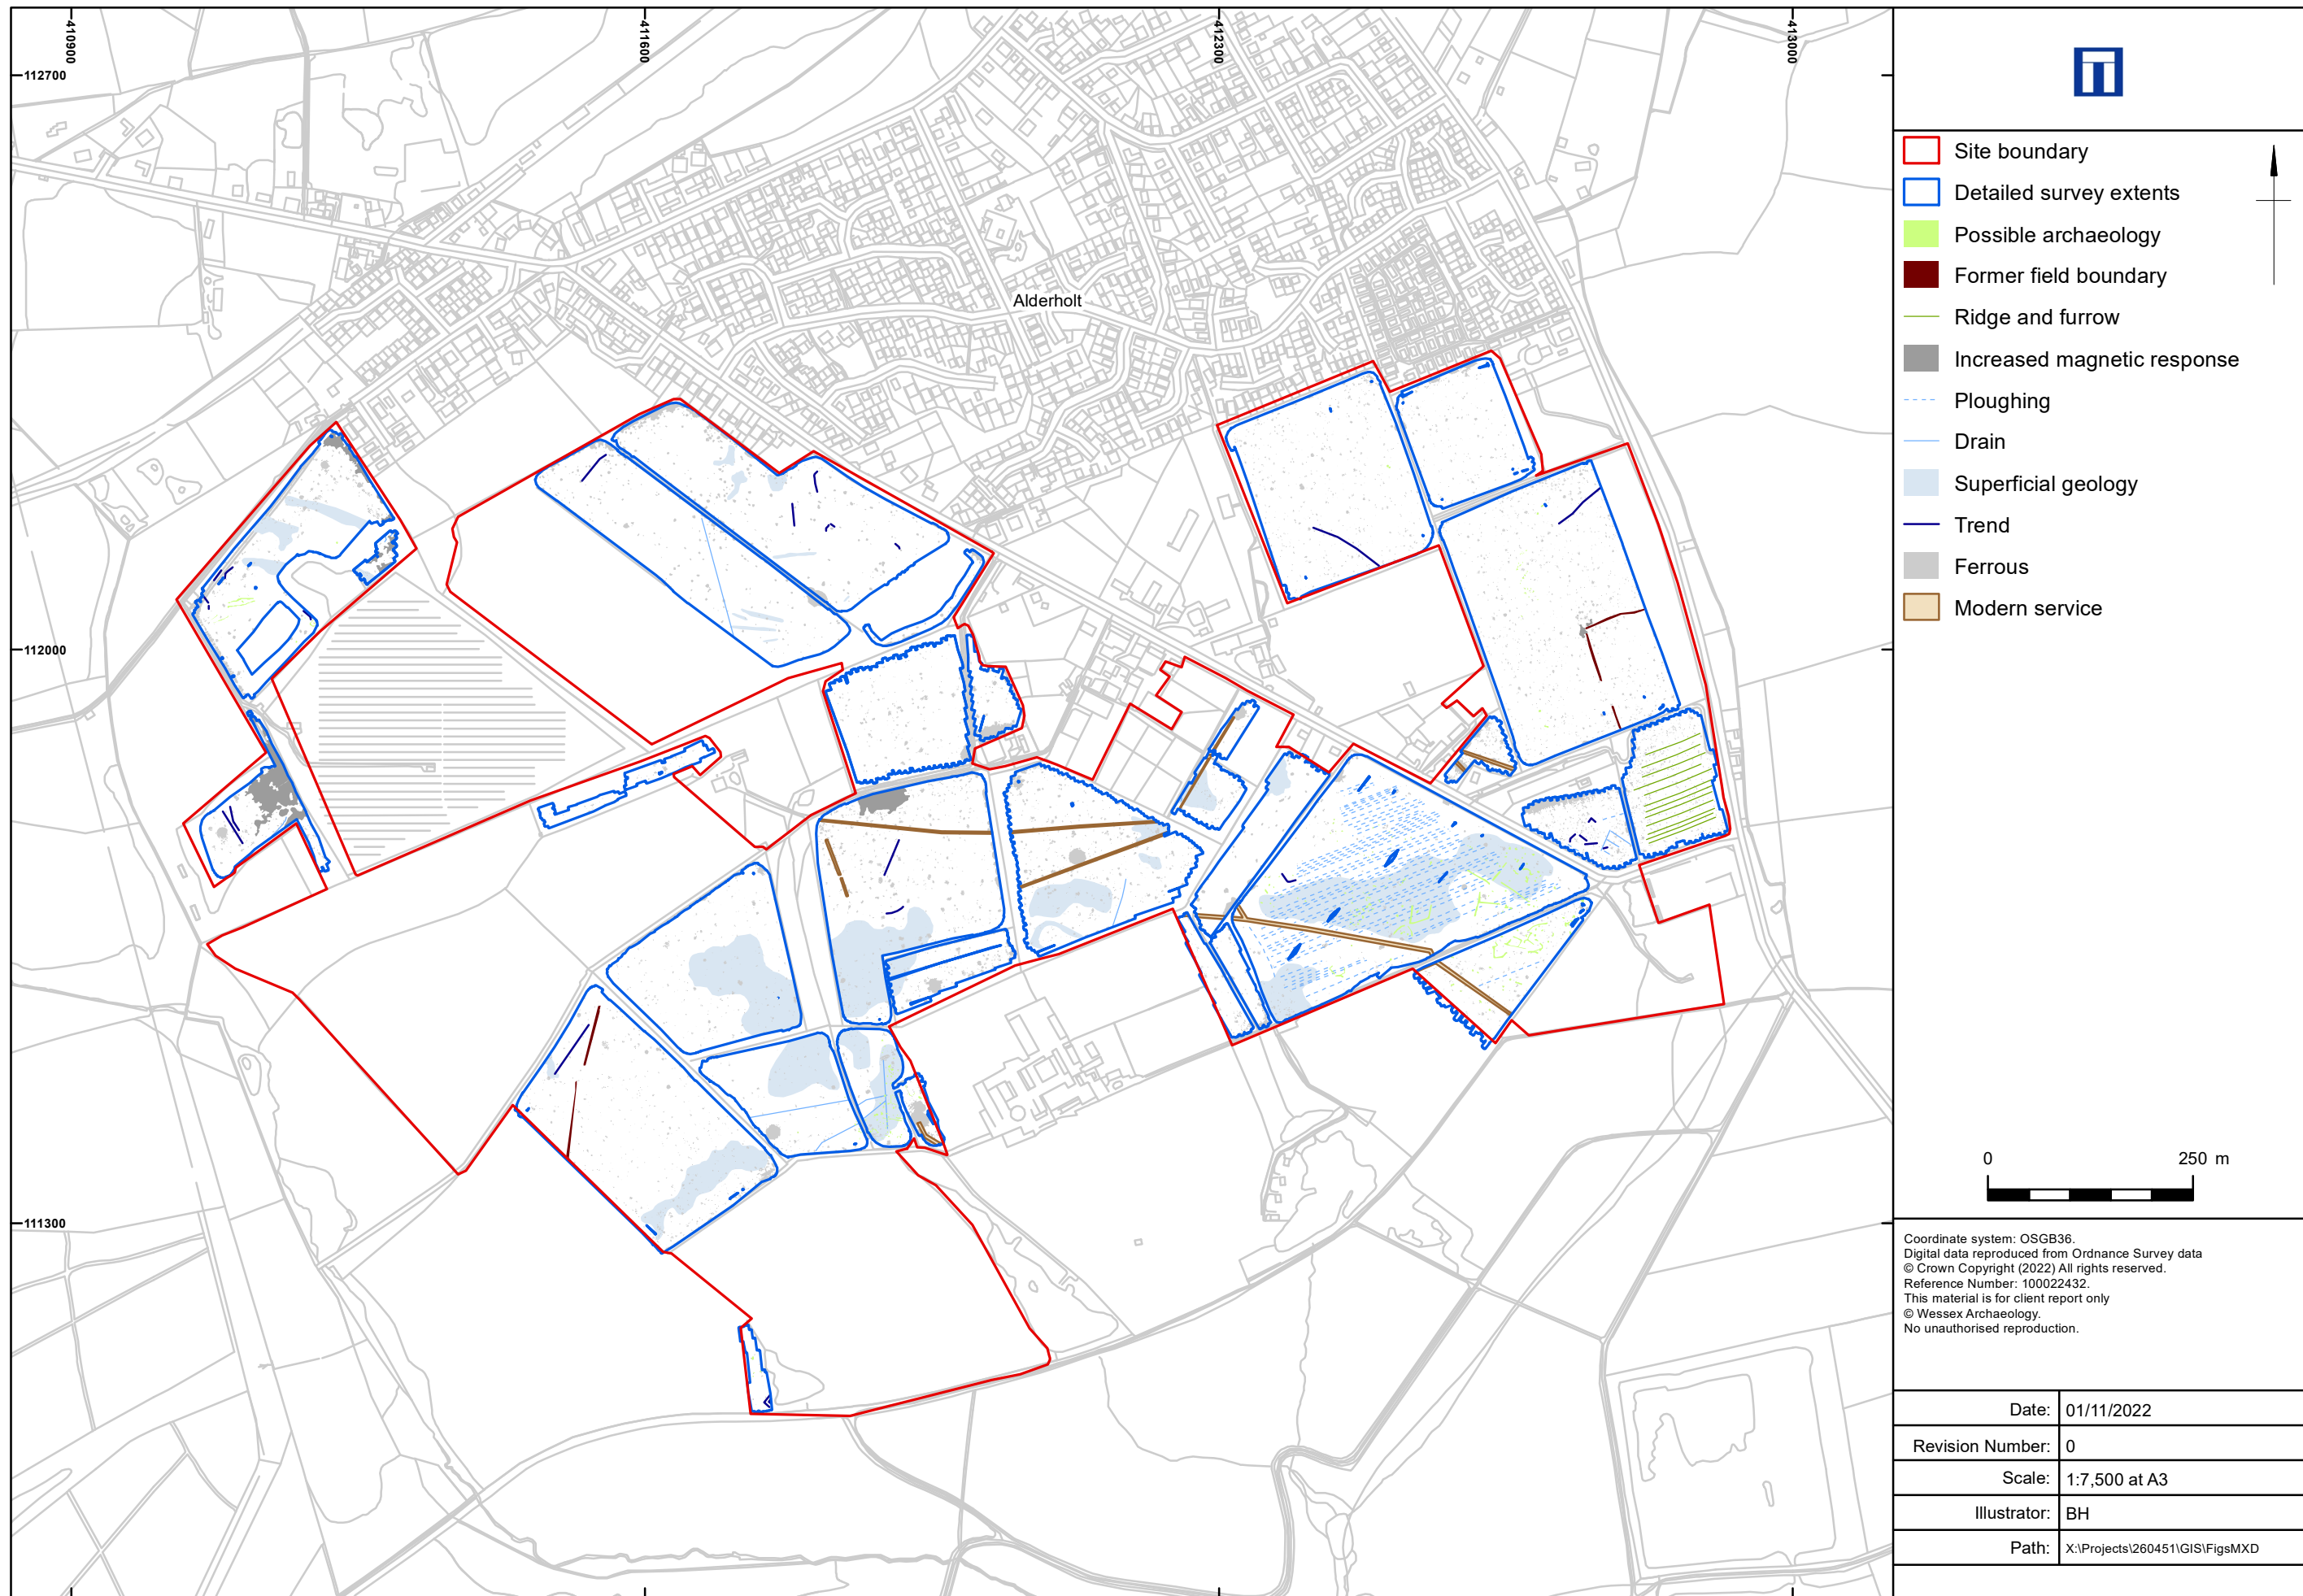 410900
411600
412300
413000
112700
112000
111300
Alderholt
Site boundary
Detailed survey extents
Possible archaeology
Former field boundary
Ridge and furrow
Increased magnetic response
Ploughing
Drain
Superficial geology
Trend
Ferrous
Modern service
0 250 m
Coordinate system: OSGB36.
Digital data reproduced from Ordnance Survey data
© Crown Copyright (2022) All rights reserved.
Reference Number: 100022432.
This material is for client report only
© Wessex Archaeology.
No unauthorised reproduction.
Date: 01/11/2022
Revision Number: 0
Scale: 1:7,500 at A3
Illustrator: BH
Path: X:\Projects\260451\GIS\FigsMXD